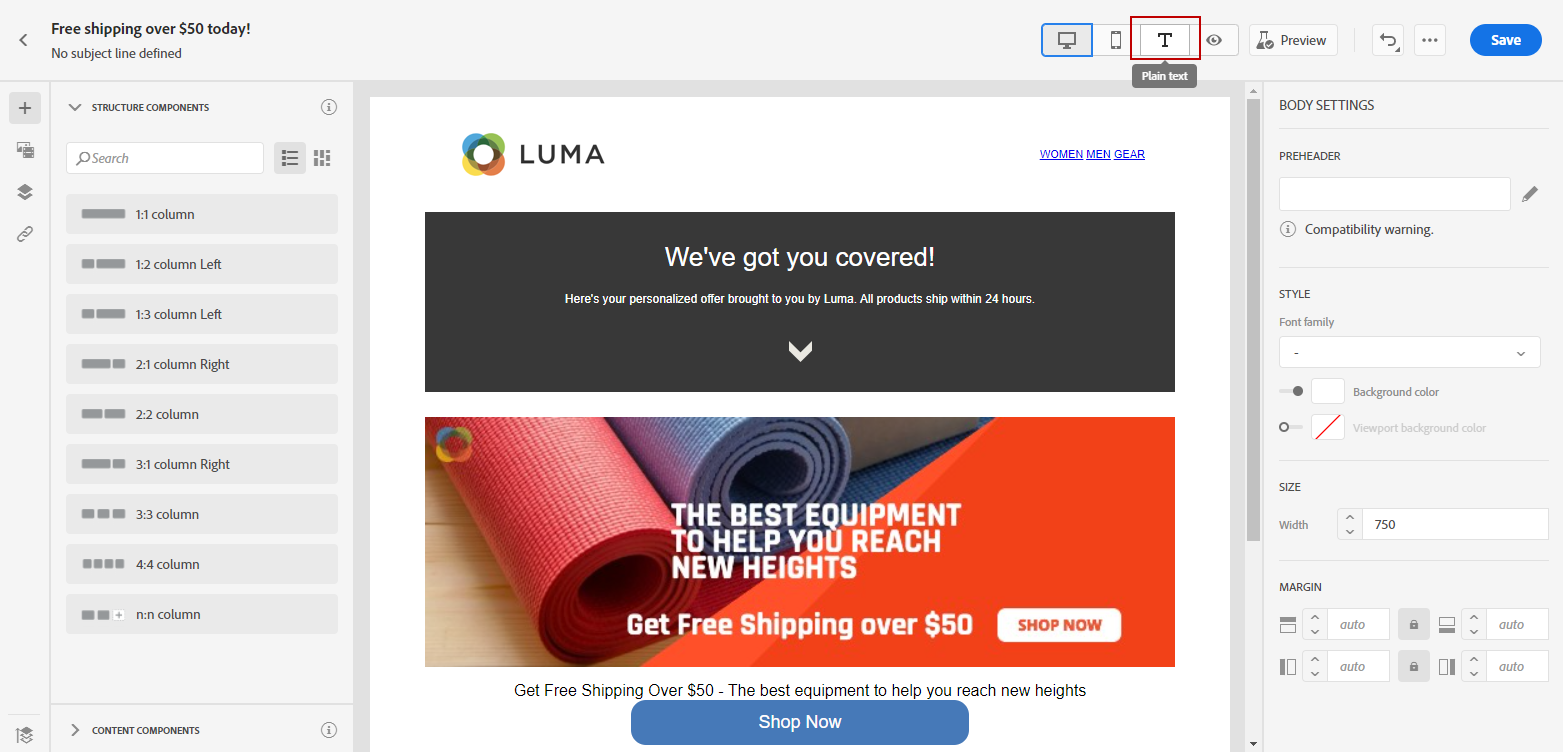 Free shipping over $50 today!
No subject line defined
Preview
Save
Plain text
STRUCTURE COMPONENTS
Search
1:1 column
1:2 column Left
1:3 column Left
2:1 column Right
2:2 column
3:1 column Right
3:3 column
4:4 column
n:n column
CONTENT COMPONENTS
LUMA
WOMEN MEN GEAR
We've got you covered!
Here's your personalized offer brought to you by Luma. All products ship within 24 hours.
THE BEST EQUIPMENT
TO HELP YOU REACH
NEW HEIGHTS
Get Free Shipping over $50
SHOP NOW
Get Free Shipping Over $50 - The best equipment to help you reach new heights
Shop Now
BODY SETTINGS
PREHEADER
Compatibility warning.
STYLE
Font family
-
Background color
Viewport background color
SIZE
Width
750
MARGIN
auto
auto
auto
auto